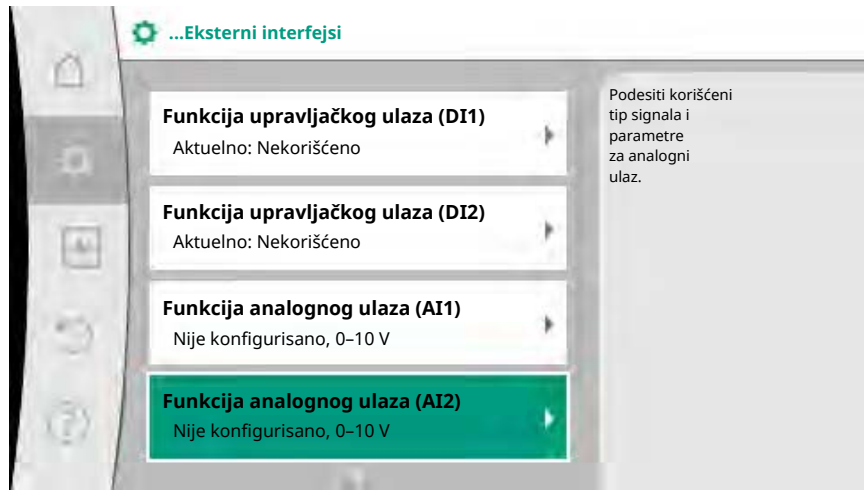 ...Eksterni interfejsi
Funkcija upravljačkog ulaza (DI1)
Aktuelno: Nekorišćeno
Funkcija upravljačkog ulaza (DI2)
Aktuelno: Nekorišćeno
Funkcija analognog ulaza (AI1)
Nije konfigurisano, 0–10 V
Funkcija analognog ulaza (AI2)
Nije konfigurisano, 0–10 V
Podesiti korišćeni
tip signala i
parametre
za analogni
ulaz.